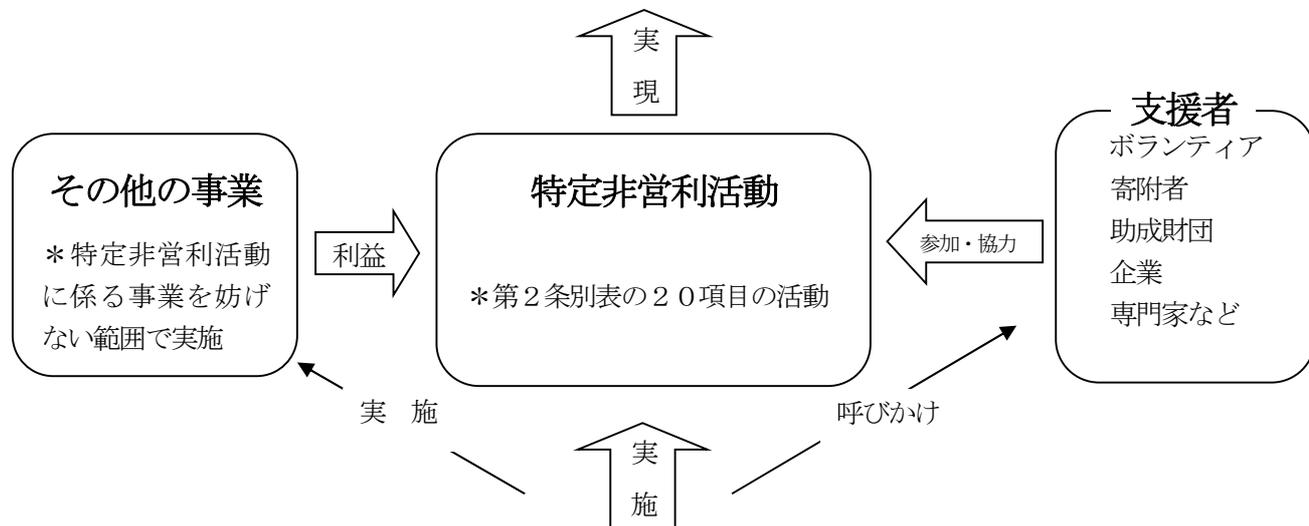 実
現
その他の事業
＊特定非営利活動
に係る事業を妨げ
ない範囲で実施
利益
特定非営利活動
＊第２条別表の２０項目の活動
参加・協力
支援者
ボランティア
寄附者
助成財団
企業
専門家など
実　施
実
施
呼びかけ